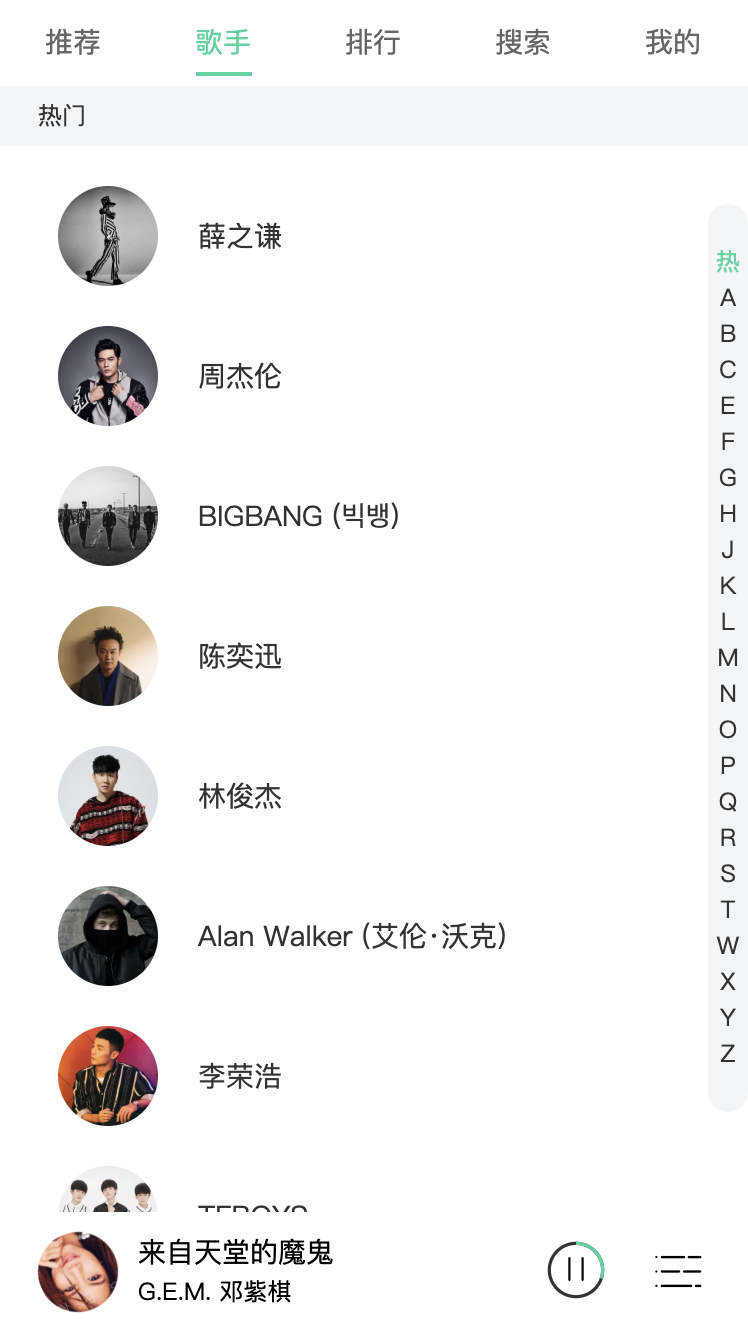 推荐 歌手 排行 搜索 我的
热门
薛之谦
周杰伦
BIGBANG (빅뱅)
陈奕迅
林俊杰
Alan Walker (艾伦·沃克)
李荣浩
TFBOYS
热
A
B
C
E
F
G
H
J
K
L
M
N
O
P
Q
R
S
T
W
X
Y
Z
来自天堂的魔鬼
G.E.M. 邓紫棋